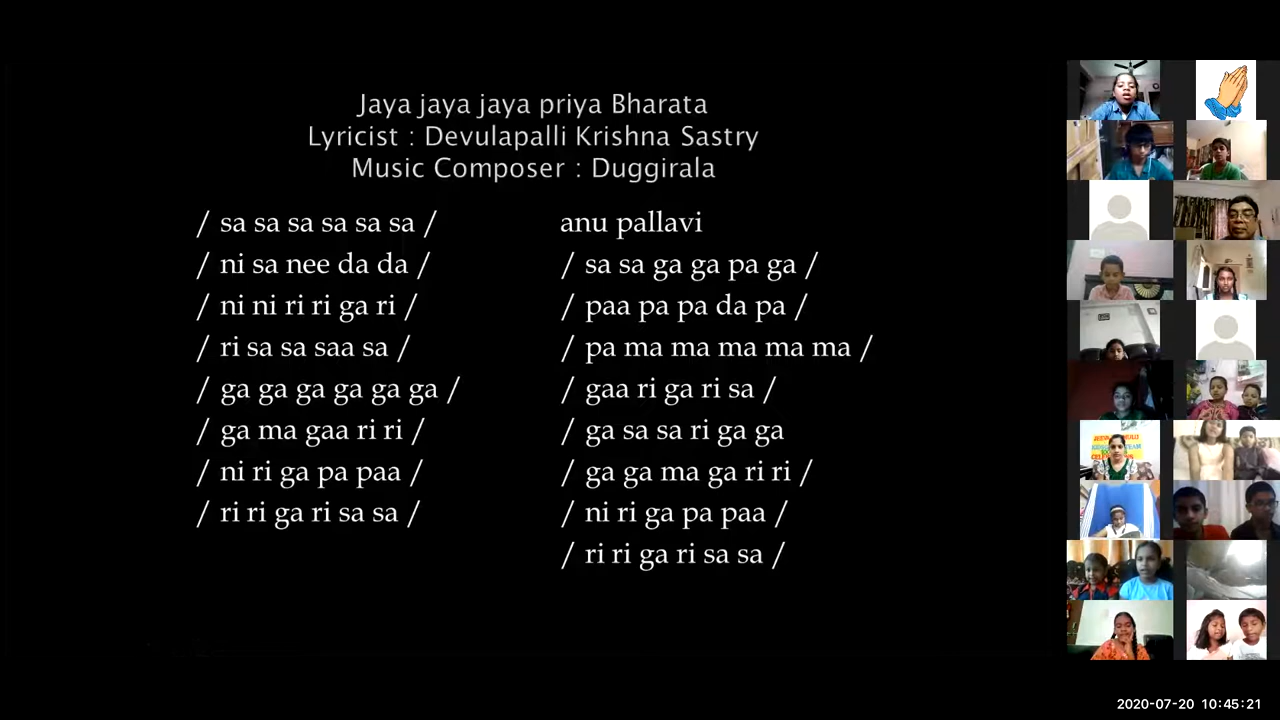 Jaya jaya jaya priya Bharata
Lyricist : Devulapalli Krishna Sastry
Music Composer : Duggirala
/ sa sa sa sa sa sa /
/ ni sa nee da da /
/ ni ni ri ri ga ri /
/ ri sa sa saa sa /
/ ga ga ga ga ga ga /
/ ga ma gaa ri ri /
/ ni ri ga pa paa /
/ ri ri ga ri sa sa /
anu pallavi
/ sa sa ga ga pa ga /
/ paa pa pa da pa /
/ pa ma ma ma ma ma /
/ gaa ri ga ri sa /
/ ga sa sa ri ga ga
/ ga ga ma ga ri ri /
/ ni ri ga pa paa /
/ ri ri ga ri sa sa /
2020-07-20 10:45:21